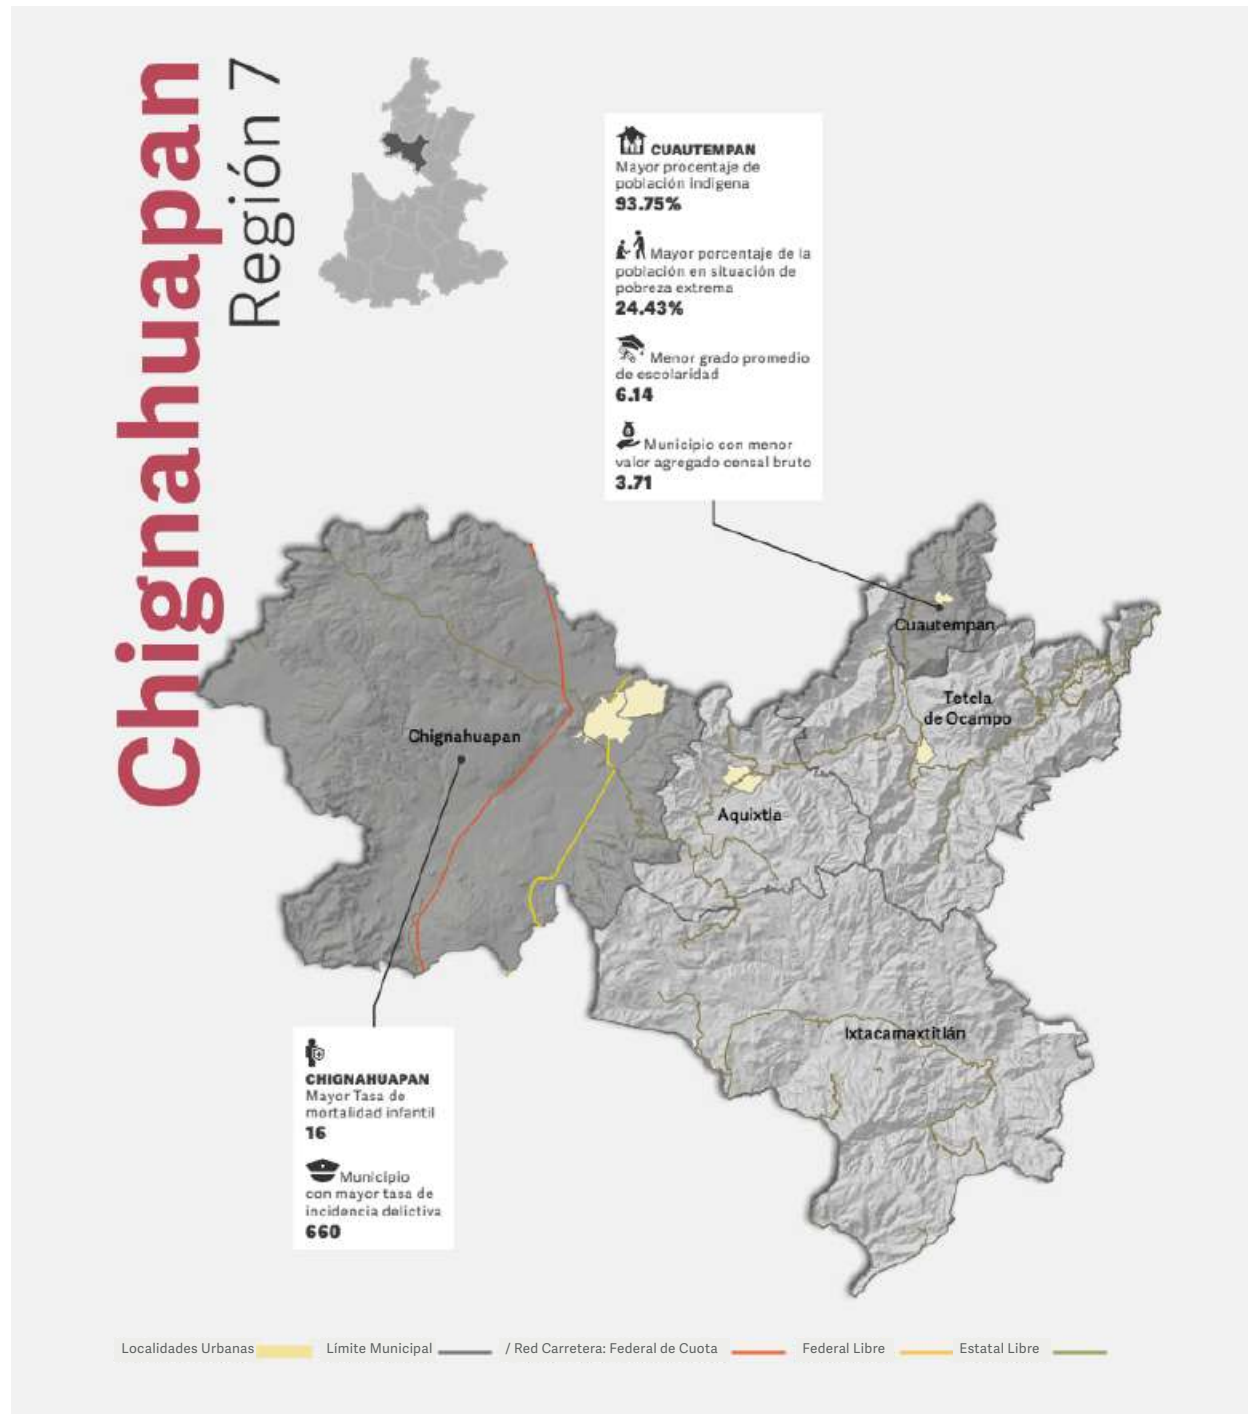 Chignahuapan
Región 7
CUAUTEMPAN
Mayor procentaje de
población indígena
93.75%
Mayor porcentaje de la
población en situación de
pobreza extrema
24.43%
Menor grado promedio
de escolaridad
6.14
Municipio con menor
valor agregado censal bruto
3.71
Cuautempan
Tetela
de Ocampo
Chignahuapan
Aquixtla
Ixtacamaxtitlán
CHIGNAHUAPAN
Mayor Tasa de
mortalidad infantil
16
Municipio
con mayor tasa de
incidencia delictiva
660
Localidades Urbanas Límite Municipal / Red Carretera: Federal de Cuota Federal Libre Estatal Libre